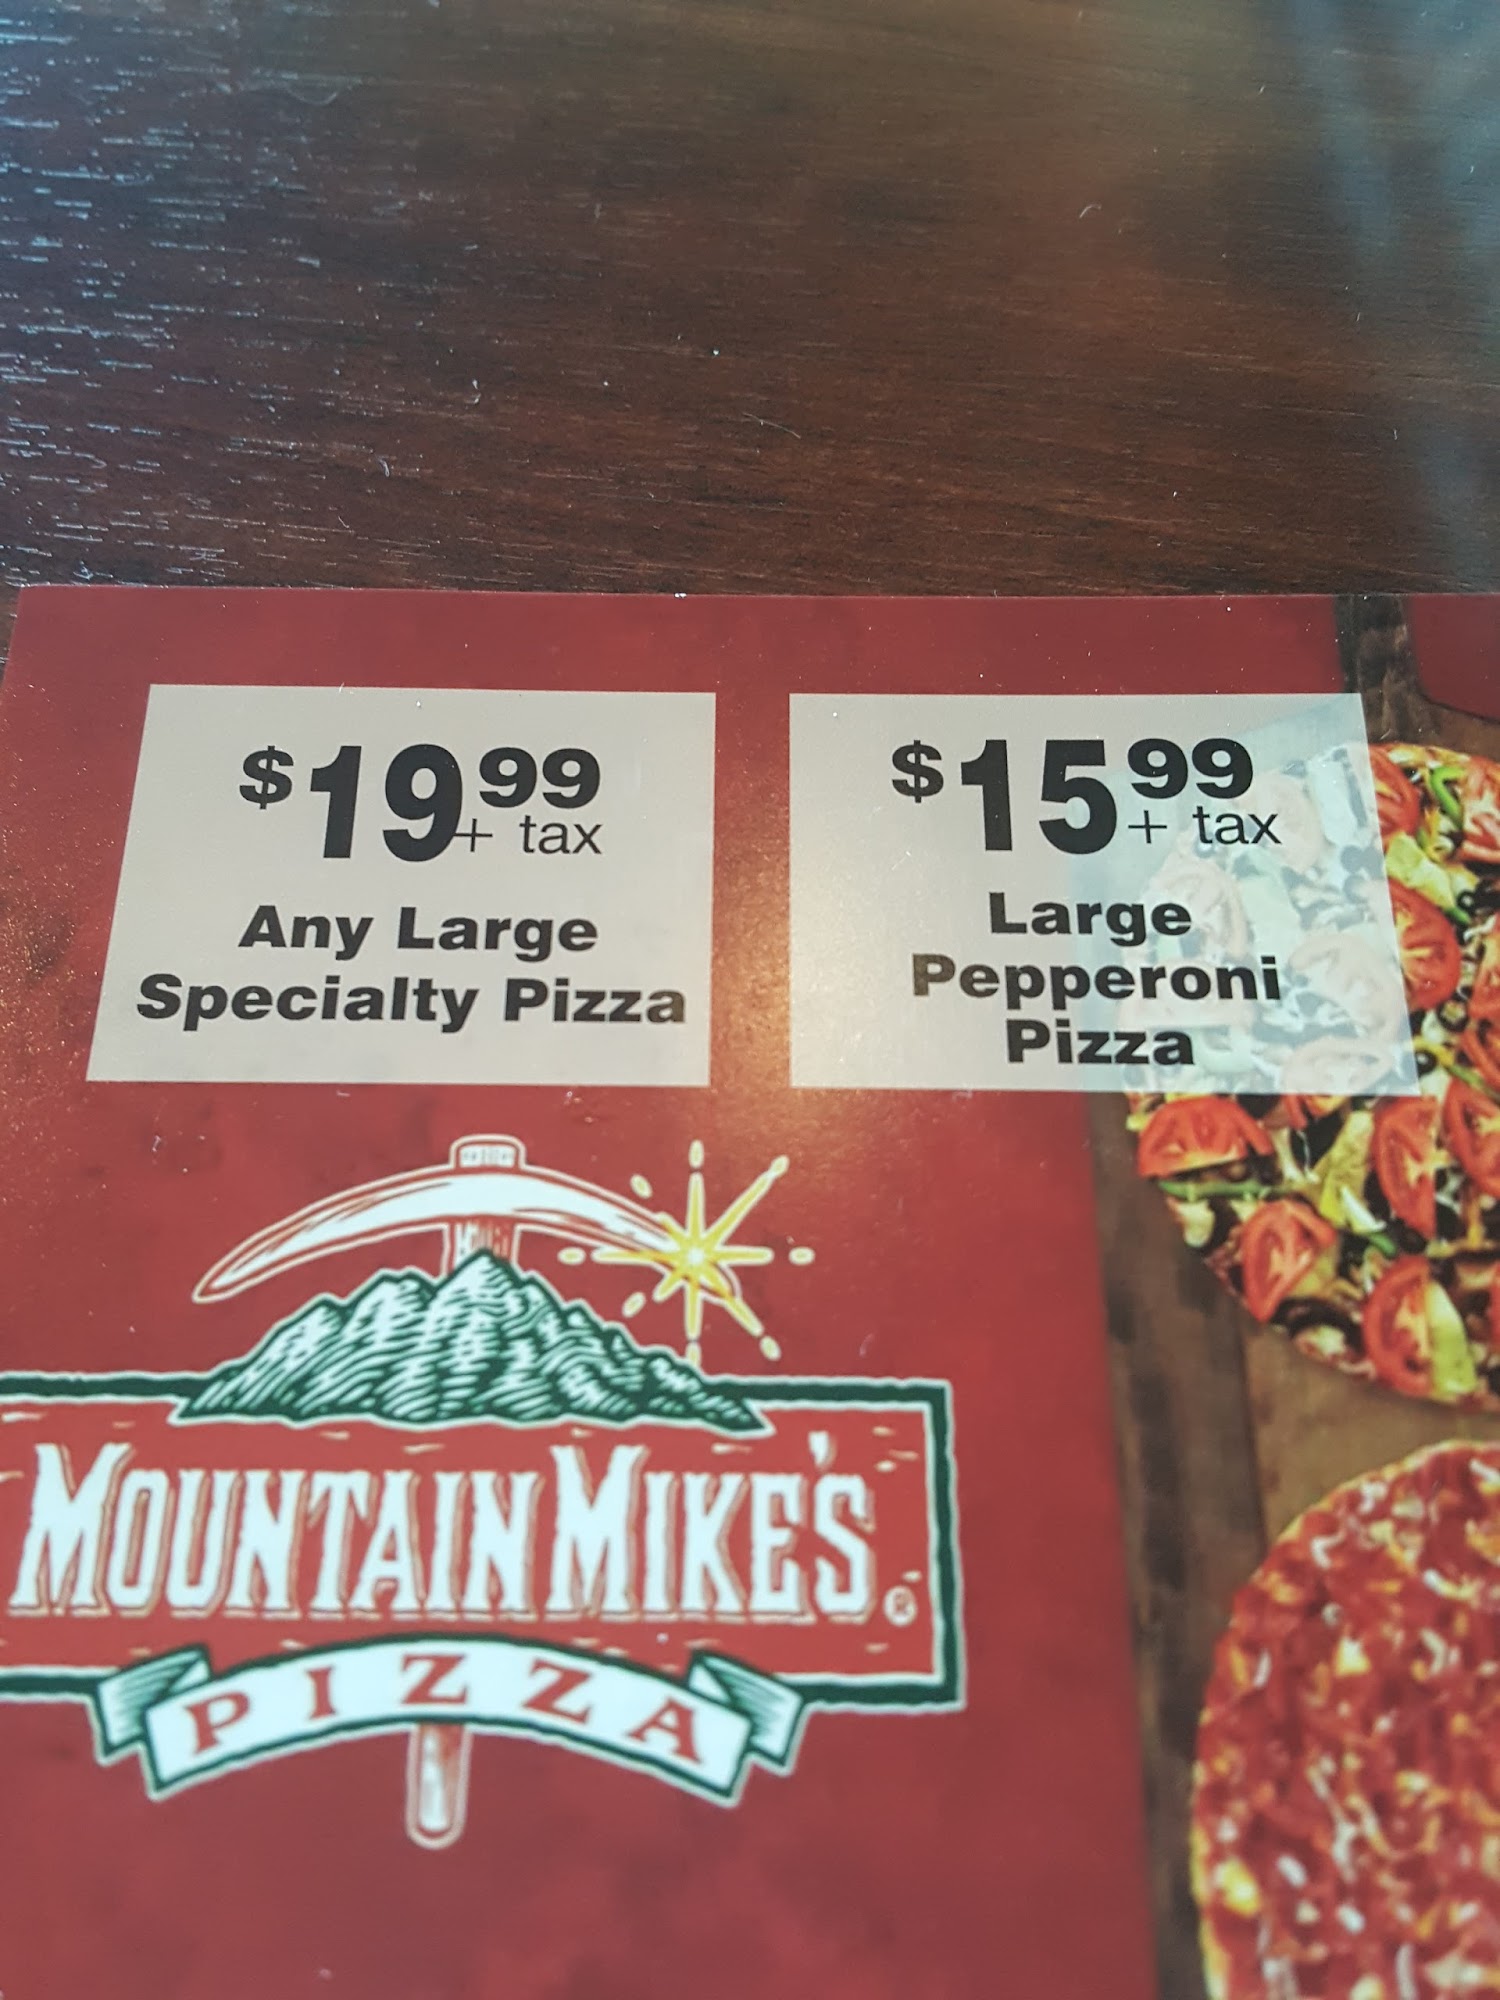 $19.99
+ tax
Any Large
Specialty Pizza
$15.99
+ tax
Large
Pepperoni
Pizza
MOUNTAIN MIKE'S®
PIZZA